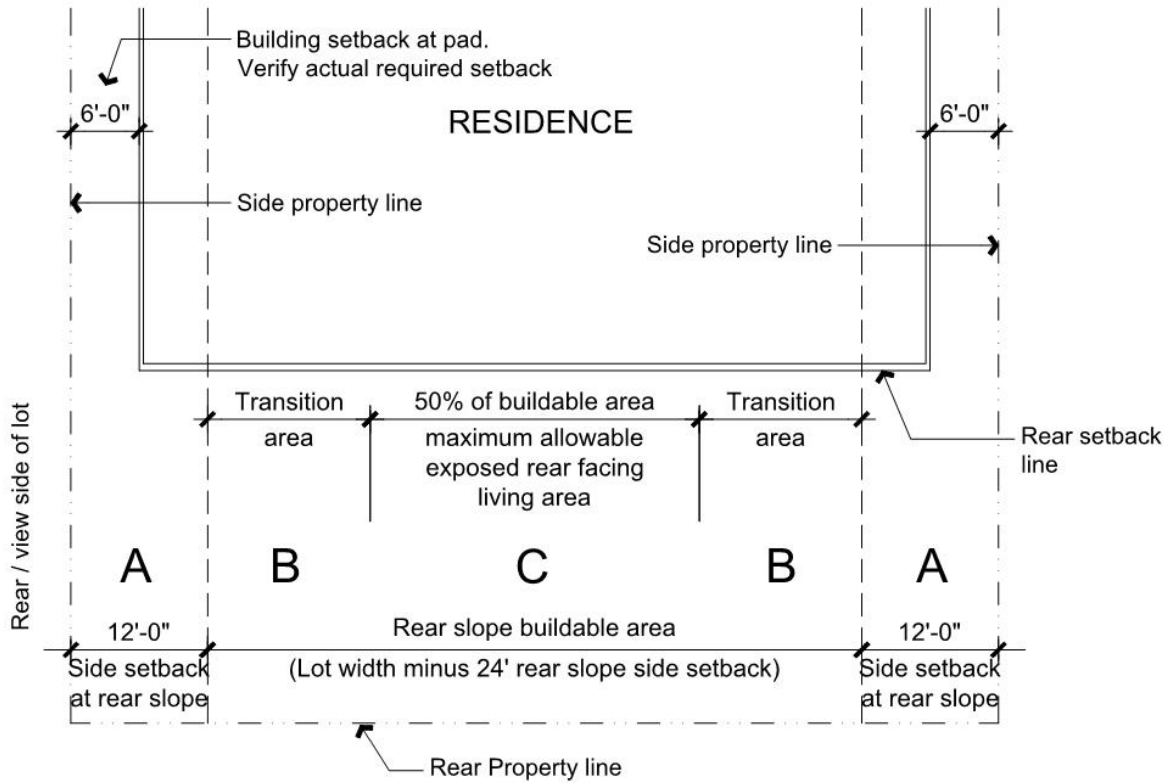 Building setback at pad.
Verify actual required setback
6'-0"
RESIDENCE
6'-0"
Side property line
Side property line
Transition
area
50% of buildable area
maximum allowable
exposed rear facing
living area
Transition
area
Rear setback
line
Rear / view side of lot
A
B
C
B
A
12'-0"
Side setback
at rear slope
Rear slope buildable area
(Lot width minus 24' rear slope side setback)
12'-0"
Side setback
at rear slope
Rear Property line